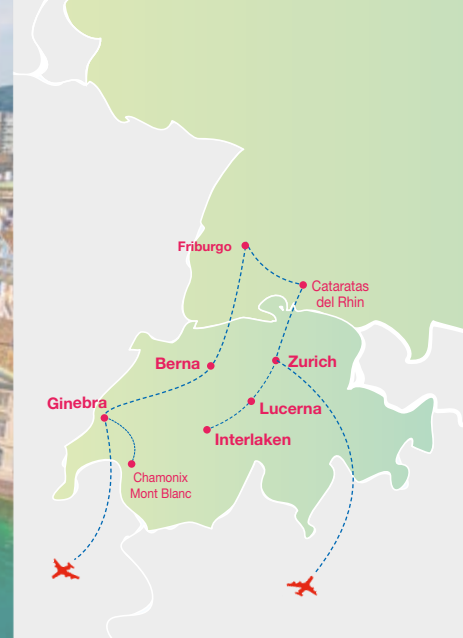 Friburgo
Cataratas
del Rhin
Berna
Zurich
Ginebra
Lucerna
Interlaken
Chamonix
Mont Blanc